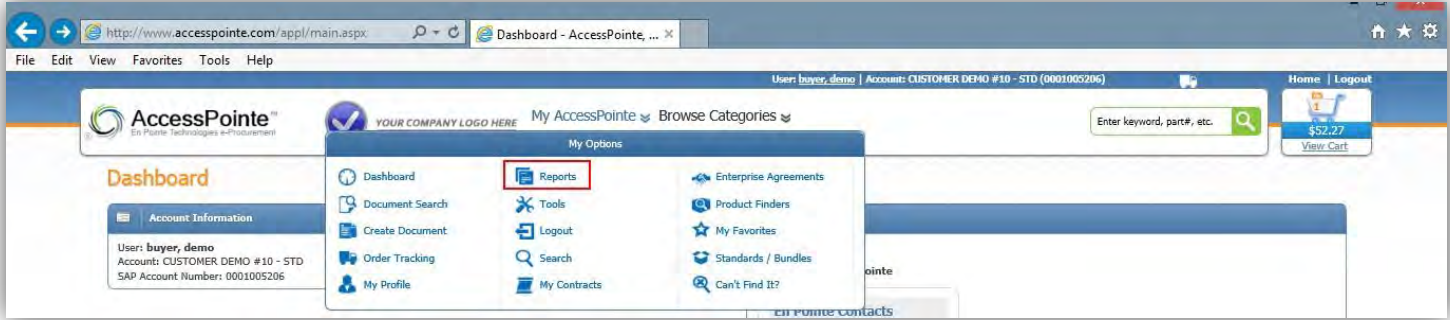 http://www.accesspointe.com/appl/main.aspx
Dashboard - AccessPointe, ...
File Edit View Favorites Tools Help
User: buyer, demo | Account: CUSTOMER DEMO #10 - STD (0001005206)
Home | Logout
AccessPointe™
En Pointe Technologies e-Procurement
YOUR COMPANY LOGO HERE
My AccessPointe
Browse Categories
Enter keyword, part#, etc.
1
$52.27
View Cart
My Options
Dashboard
Reports
Enterprise Agreements
Document Search
Tools
Product Finders
Create Document
Logout
My Favorites
Order Tracking
Search
Standards / Bundles
My Profile
My Contracts
Can't Find It?
Dashboard
Account Information
User: buyer, demo
Account: CUSTOMER DEMO #10 - STD
SAP Account Number: 0001005206
ointe
En Pointe Contacts